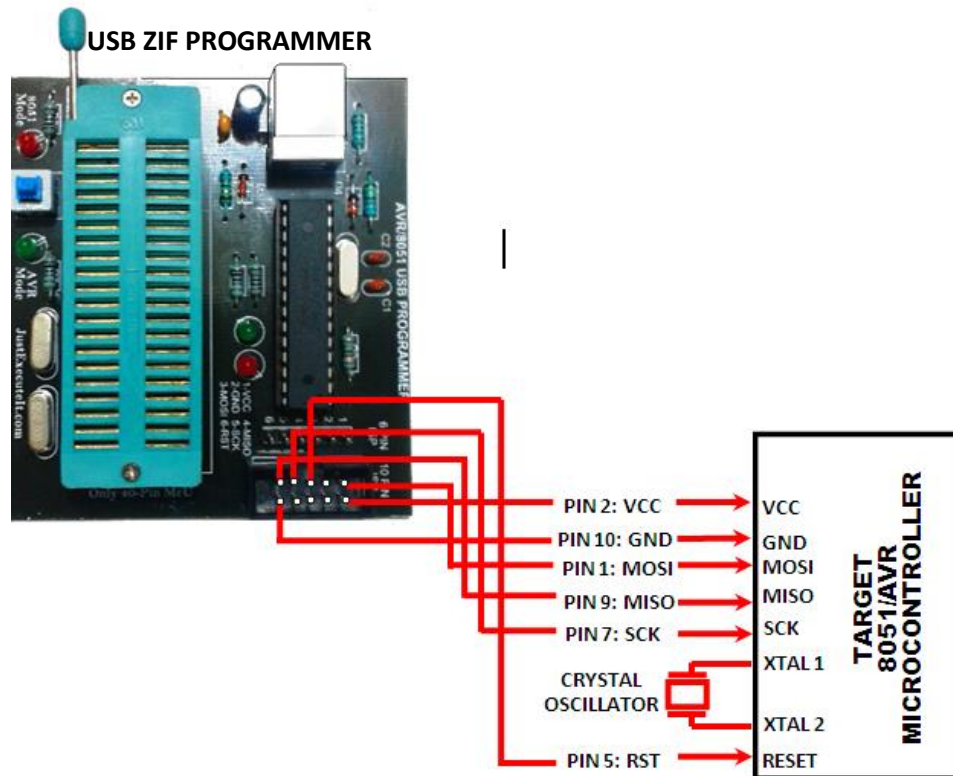 USB ZIF PROGRAMMER
8051
Mode
AVR
Mode
JustExecuteIt.com
Only 40-Pin McU
AVR/8051 USB PROGRAMMER
C2
C1
1-VCC 4-MISO
2-GND 5-SCK
3-MOSI 6-RST
6 PIN
10 PIN
PIN 2: VCC
PIN 10: GND
PIN 1: MOSI
PIN 9: MISO
PIN 7: SCK
CRYSTAL
OSCILLATOR
PIN 5: RST
VCC
GND
MOSI
MISO
SCK
XTAL 1
XTAL 2
RESET
TARGET
8051/AVR
MICROCONTROLLER